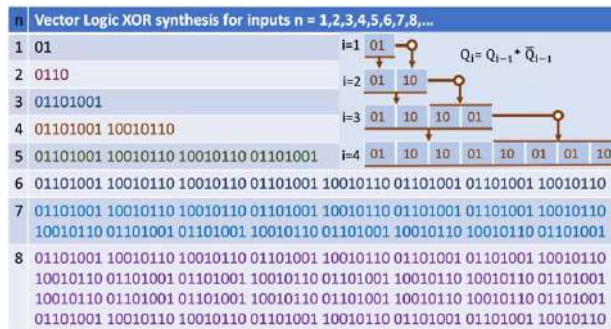 n Vector Logic XOR synthesis for inputs n = 1,2,3,4,5,6,7,8,...
1 01
2 0110
3 01101001
4 01101001 10010110
5 01101001 10010110 10010110 01101001
i=1 01
Qᵢ= Qᵢ₋₁ * Q̅ᵢ₋₁
i=2 01 10
i=3 01 10 10 01
i=4 01 10 10 01 10 01 01 10
6 01101001 10010110 10010110 01101001 10010110 01101001 01101001 10010110
7 01101001 10010110 10010110 01101001 10010110 01101001 01101001 10010110
10010110 01101001 01101001 10010110 01101001 10010110 10010110 01101001
8 01101001 10010110 10010110 01101001 10010110 01101001 01101001 10010110
10010110 01101001 01101001 10010110 01101001 10010110 10010110 01101001
10010110 01101001 01101001 10010110 01101001 10010110 10010110 01101001
01101001 10010110 10010110 01101001 10010110 01101001 01101001 10010110